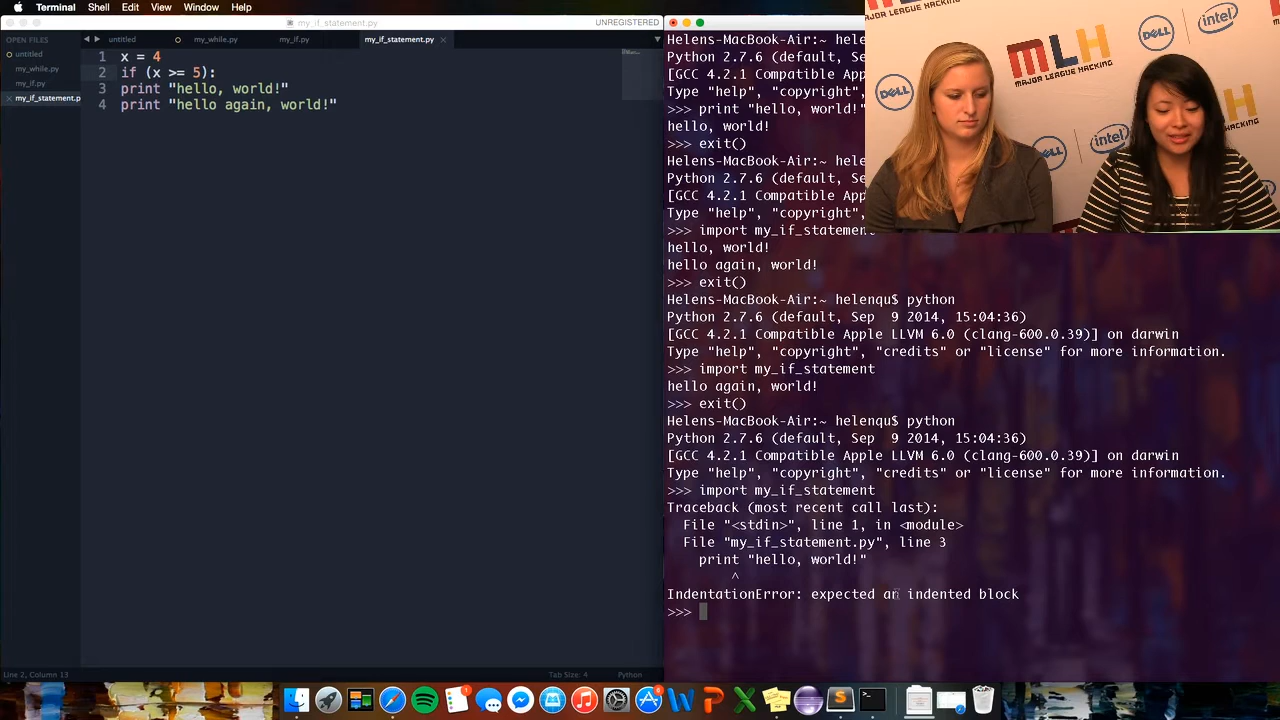 Terminal Shell Edit View Window Help
my_if_statement.py
UNREGISTERED
OPEN FILES
untitled
my_while.py
my_if.py
my_if_statement.p
untitled my_while.py my_if.py my_if_statement.py
1 x = 4
2 if (x >= 5):
3 print "hello, world!"
4 print "hello again, world!"
Line 2, Column 13
Tab Size: 4
Python
Helens-MacBook-Air:~ hele
Python 2.7.6 (default, Se
[GCC 4.2.1 Compatible App
Type "help", "copyright",
>>> print "hello, world!"
hello, world!
>>> exit()
Helens-MacBook-Air:~ hele
Python 2.7.6 (default, Se
[GCC 4.2.1 Compatible App
Type "help", "copyright",
>>> import my_if_statement
hello, world!
hello again, world!
>>> exit()
Helens-MacBook-Air:~ helenqu$ python
Python 2.7.6 (default, Sep  9 2014, 15:04:36)
[GCC 4.2.1 Compatible Apple LLVM 6.0 (clang-600.0.39)] on darwin
Type "help", "copyright", "credits" or "license" for more information.
>>> import my_if_statement
hello again, world!
>>> exit()
Helens-MacBook-Air:~ helenqu$ python
Python 2.7.6 (default, Sep  9 2014, 15:04:36)
[GCC 4.2.1 Compatible Apple LLVM 6.0 (clang-600.0.39)] on darwin
Type "help", "copyright", "credits" or "license" for more information.
>>> import my_if_statement
Traceback (most recent call last):
  File "<stdin>", line 1, in <module>
  File "my_if_statement.py", line 3
    print "hello, world!"
        ^
IndentationError: expected an indented block
>>>
MAJOR LEAGUE HACKING
DELL
intel
MLH
MAJOR LEAGUE HACKING
DELL
intel
DELL
intel
H
HACKING